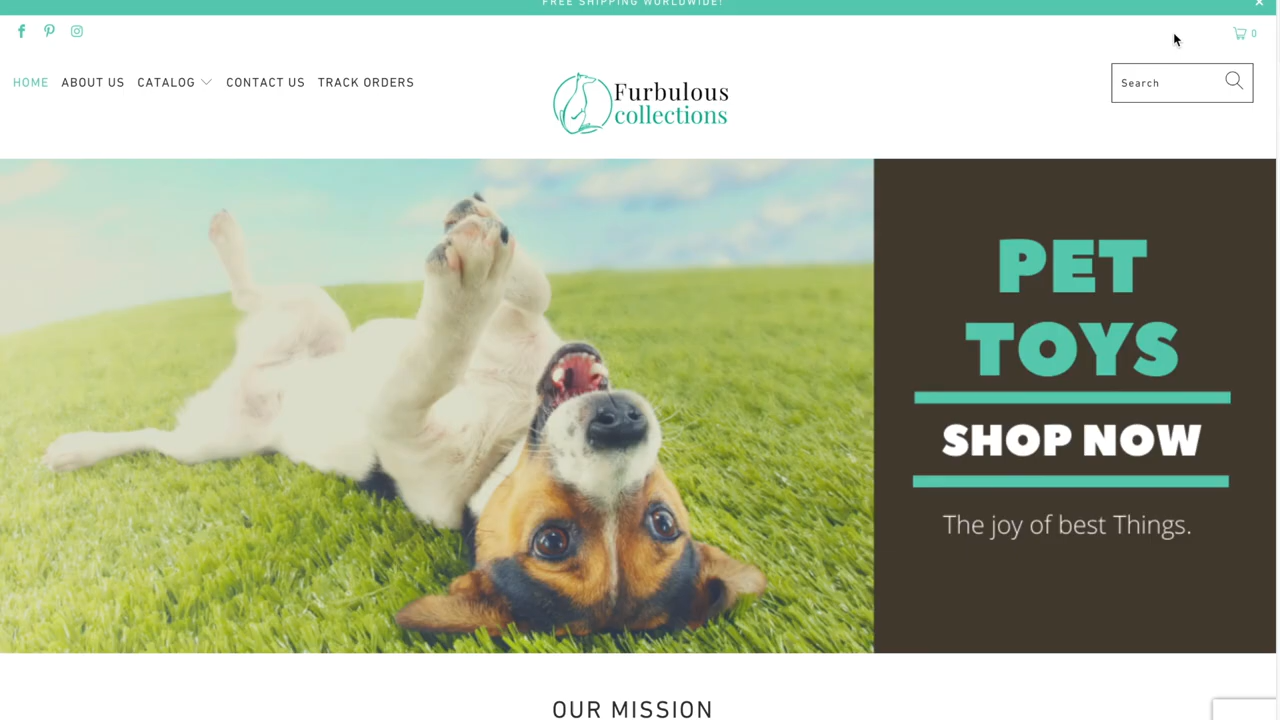 FREE SHIPPING WORLDWIDE!
0
HOME ABOUT US CATALOG CONTACT US TRACK ORDERS
Furbulous
collections
Search
PET
TOYS
SHOP NOW
The joy of best Things.
OUR MISSION